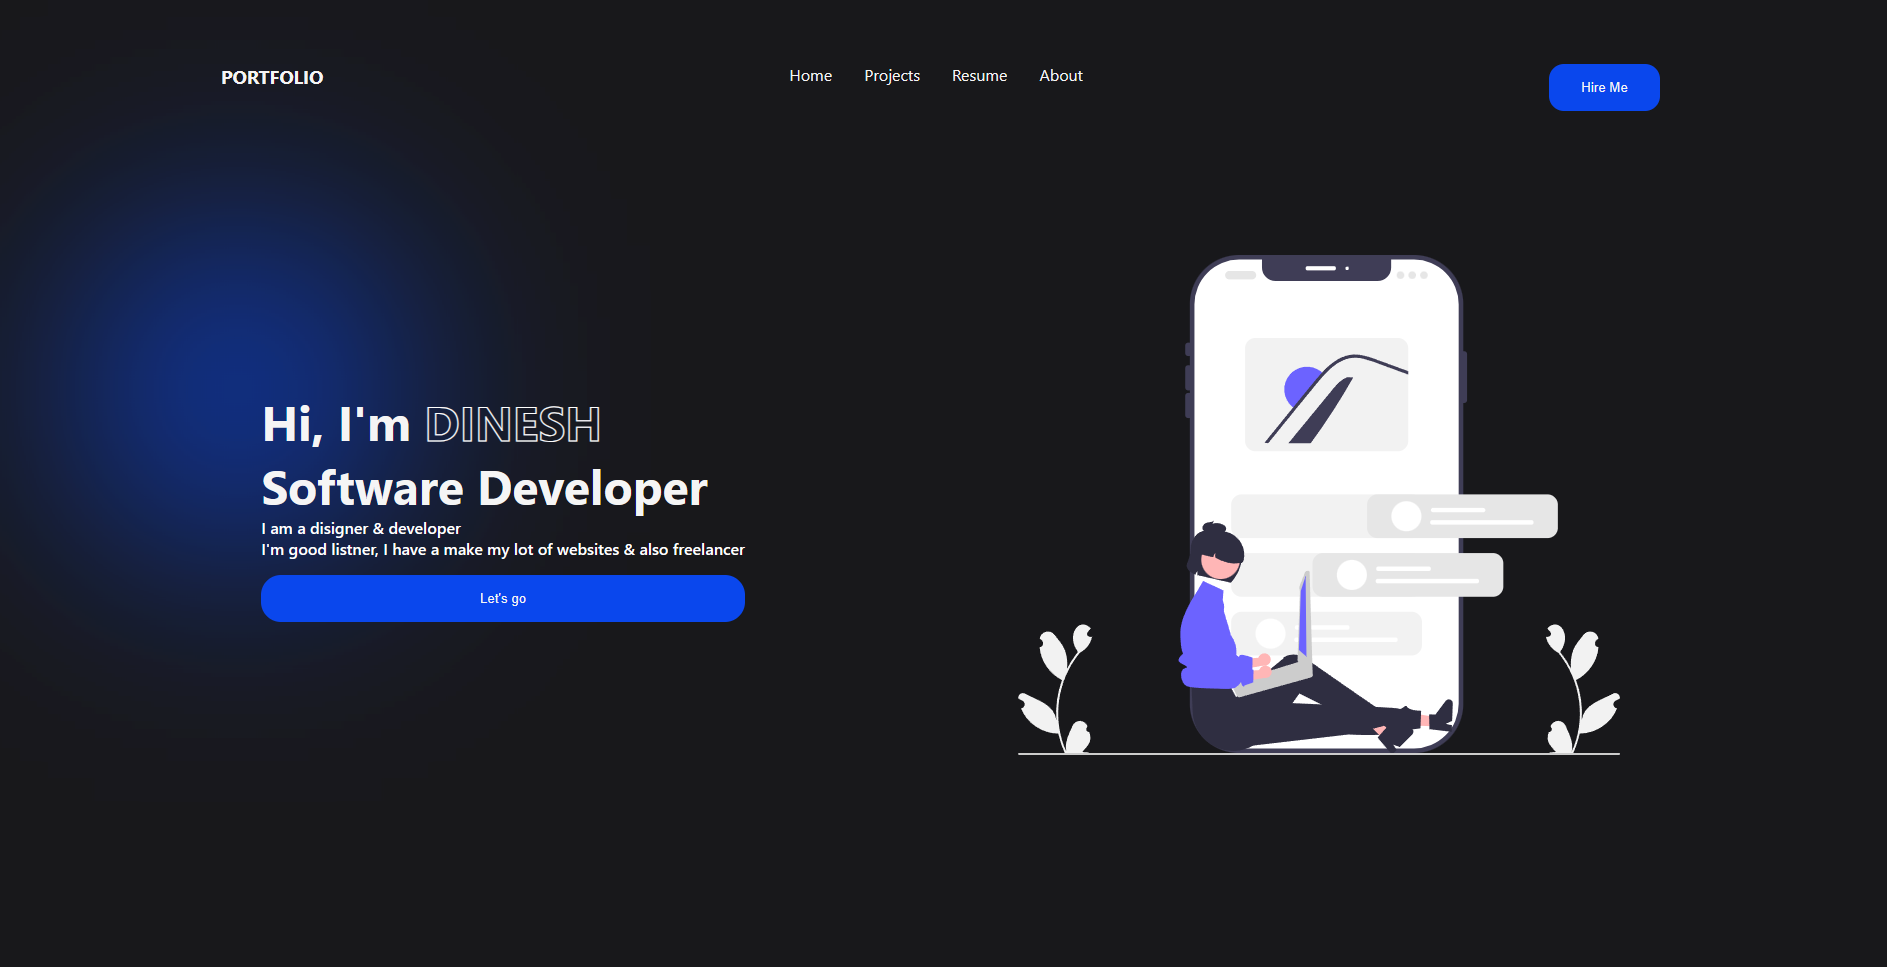 PORTFOLIO
Home Projects Resume About
Hire Me
Hi, I'm DINESH
Software Developer
I am a disigner & developer
I'm good listner, I have a make my lot of websites & also freelancer
Let's go